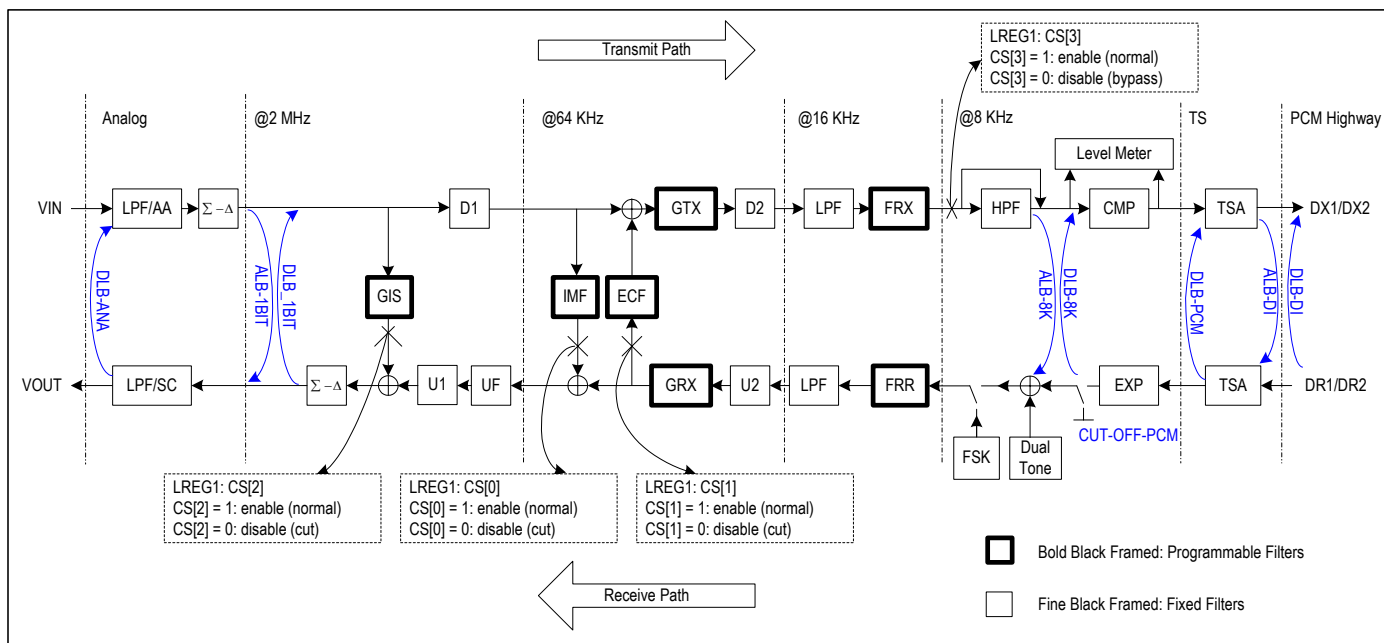 Transmit Path
LREG1: CS[3]
CS[3] = 1: enable (normal)
CS[3] = 0: disable (bypass)
Analog
@2 MHz
@64 KHz
@16 KHz
@8 KHz
TS
PCM Highway
Level Meter
VIN
LPF/AA
Σ−Δ
D1
GTX
D2
LPF
FRX
HPF
CMP
TSA
DX1/DX2
DLB-ANA
ALB-1BIT
DLB_1BIT
GIS
IMF
ECF
ALB-8K
DLB-8K
DLB-PCM
ALB-DI
DLB-DI
VOUT
LPF/SC
Σ−Δ
U1
UF
GRX
U2
LPF
FRR
EXP
TSA
DR1/DR2
CUT-OFF-PCM
FSK
Dual
Tone
LREG1: CS[2]
CS[2] = 1: enable (normal)
CS[2] = 0: disable (cut)
LREG1: CS[0]
CS[0] = 1: enable (normal)
CS[0] = 0: disable (cut)
LREG1: CS[1]
CS[1] = 1: enable (normal)
CS[1] = 0: disable (cut)
Bold Black Framed: Programmable Filters
Receive Path
Fine Black Framed: Fixed Filters